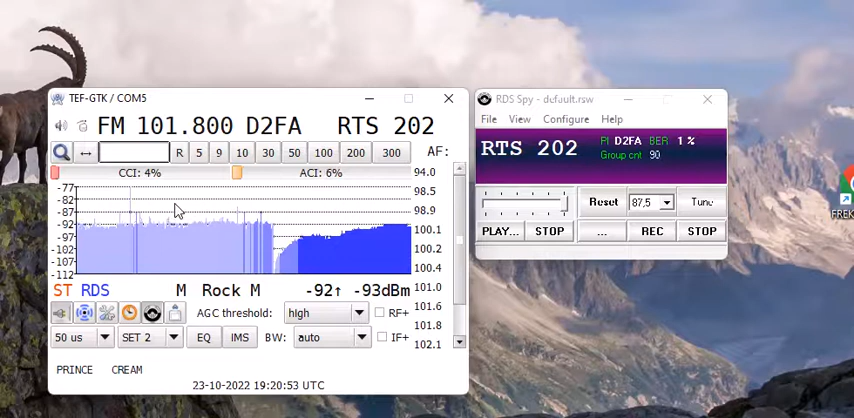 TEF-GTK / COM5
FM 101.800 D2FA RTS 202
R 5 9 10 30 50 100 200 300 AF:
CCI: 4% ACI: 6%
94.0
98.5
98.9
100.1
100.2
100.4
101.0
101.6
101.8
102.1
-77
-82
-87
-92
-97
-102
-107
-112
ST RDS M Rock M -92↑ -93dBm
AGC threshold: high RF+
50 us SET 2 EQ IMS BW: auto IF+
PRINCE CREAM
23-10-2022 19:20:53 UTC
RDS Spy - default.rsw
File View Configure Help
RTS 202
PI D2FA BER 1 %
Group cnt 90
Reset 87,5 Tune
PLAY... STOP ... REC STOP
FREK